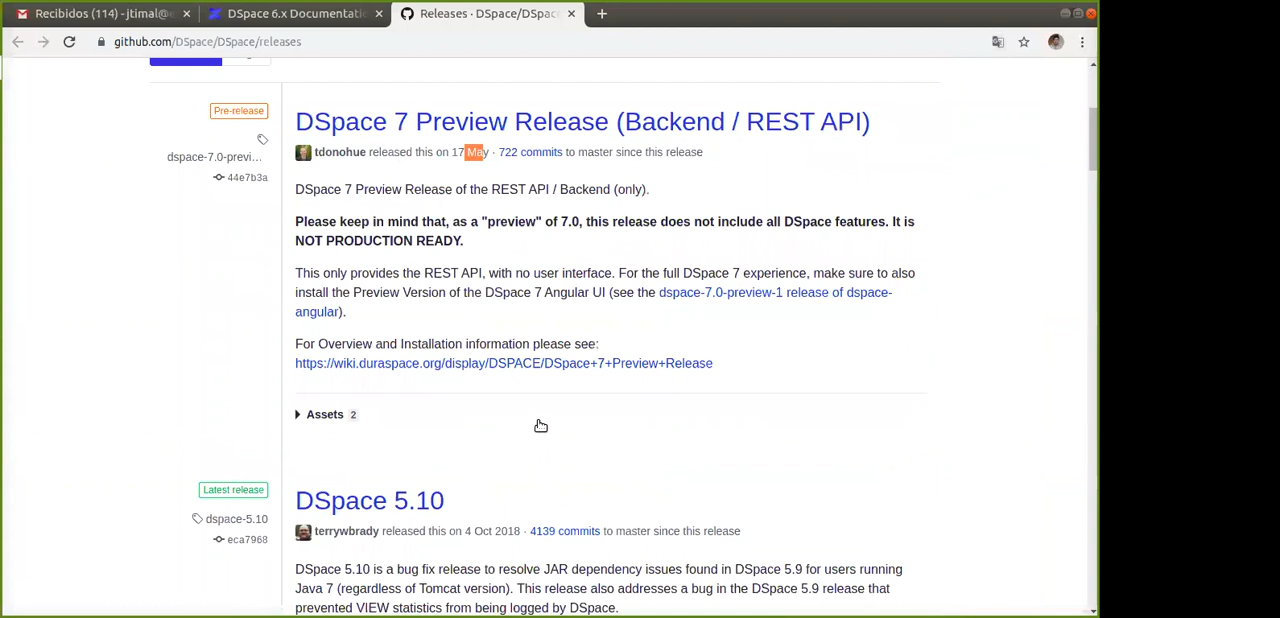 Recibidos (114) - jtimal@e
DSpace 6.x Documentati
Releases · DSpace/DSpac
github.com/DSpace/DSpace/releases
Pre-release
DSpace 7 Preview Release (Backend / REST API)
dspace-7.0-previ…
tdonohue released this on 17 May · 722 commits to master since this release
44e7b3a
DSpace 7 Preview Release of the REST API / Backend (only).
Please keep in mind that, as a "preview" of 7.0, this release does not include all DSpace features. It is
NOT PRODUCTION READY.
This only provides the REST API, with no user interface. For the full DSpace 7 experience, make sure to also
install the Preview Version of the DSpace 7 Angular UI (see the dspace-7.0-preview-1 release of dspace-
angular).
For Overview and Installation information please see:
https://wiki.duraspace.org/display/DSPACE/DSpace+7+Preview+Release
Assets 2
Latest release
DSpace 5.10
dspace-5.10
terrywbrady released this on 4 Oct 2018 · 4139 commits to master since this release
eca7968
DSpace 5.10 is a bug fix release to resolve JAR dependency issues found in DSpace 5.9 for users running
Java 7 (regardless of Tomcat version). This release also addresses a bug in the DSpace 5.9 release that
prevented VIEW statistics from being logged by DSpace.